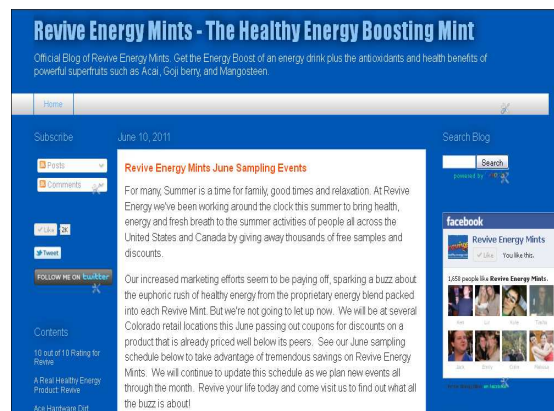 Revive Energy Mints - The Healthy Energy Boosting Mint
Official Blog of Revive Energy Mints. Get the Energy Boost of an energy drink plus the antioxidants and health benefits of
powerful superfruits such as Acai, Goji berry, and Mangosteen.
Home
Subscribe
Posts
Comments
Like 2K
Tweet
FOLLOW ME ON twitter
Contents
10 out of 10 Rating for
Revive
A Real Healthy Energy
Product: Revive
Ace Hardware Did
June 10, 2011
Revive Energy Mints June Sampling Events
For many, Summer is a time for family, good times and relaxation. At Revive
Energy we've been working around the clock this summer to bring health,
energy and fresh breath to the summer activities of people all across the
United States and Canada by giving away thousands of free samples and
discounts.
Our increased marketing efforts seem to be paying off, sparking a buzz about
the euphoric rush of healthy energy from the proprietary energy blend packed
into each Revive Mint. But we're not going to let up now. We will be at several
Colorado retail locations this June passing out coupons for discounts on a
product that is already priced well below its peers. See our June sampling
schedule below to take advantage of tremendous savings on Revive Energy
Mints. We will continue to update this schedule as we plan new events all
through the month. Revive your life today and come visit us to find out what all
the buzz is about!
Search Blog
Search
powered by
facebook
Revive Energy Mints
Like You like this.
1,650 people like Revive Energy Mints.